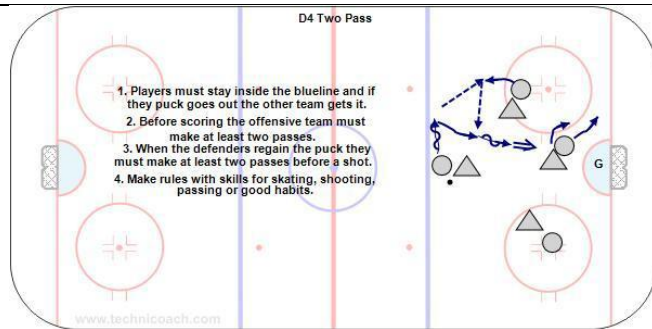 D4 Two Pass
1. Players must stay inside the blueline and if
they puck goes out the other team gets it.
2. Before scoring the offensive team must
make at least two passes.
3. When the defenders regain the puck they
must make at least two passes before a shot.
4. Make rules with skills for skating, shooting,
passing or good habits.
G
www.technicoach.com